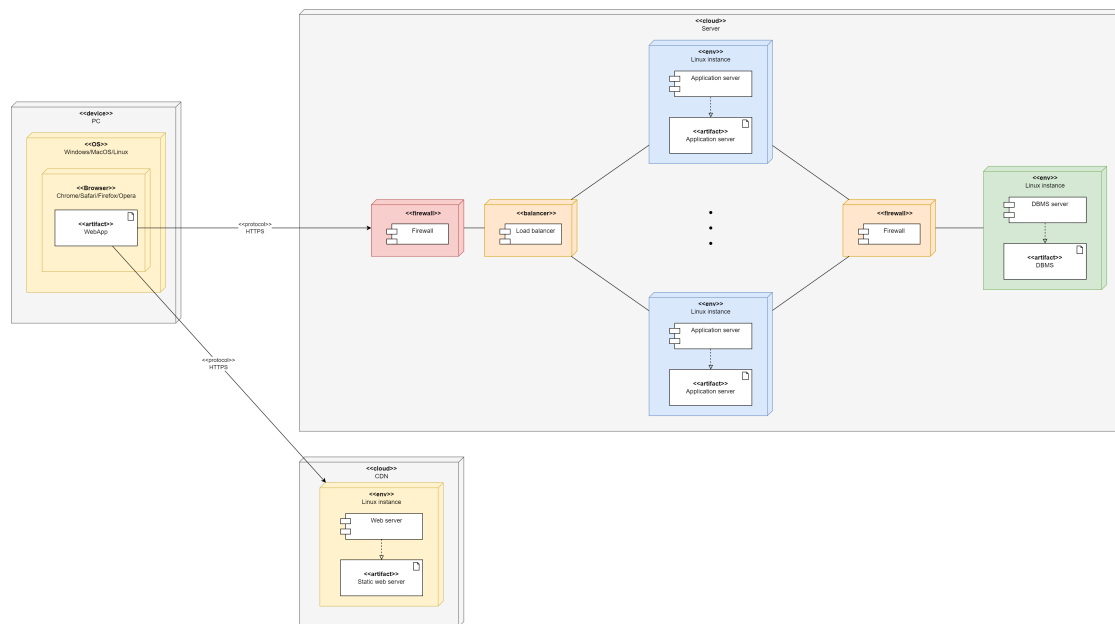 <<cloud>>
Server
<<env>>
Linux instance
Application server
<<artifact>>
Application server
<<device>>
PC
<<OS>>
Windows/MacOS/Linux
<<Browser>>
Chrome/Safari/Firefox/Opera
<<artifact>>
WebApp
<<protocol>>
HTTPS
<<firewall>>
Firewall
<<balancer>>
Load balancer
<<firewall>>
Firewall
<<env>>
Linux instance
DBMS server
<<artifact>>
DBMS
<<env>>
Linux instance
Application server
<<artifact>>
Application server
<<protocol>>
HTTPS
<<cloud>>
CDN
<<env>>
Linux instance
Web server
<<artifact>>
Static web server